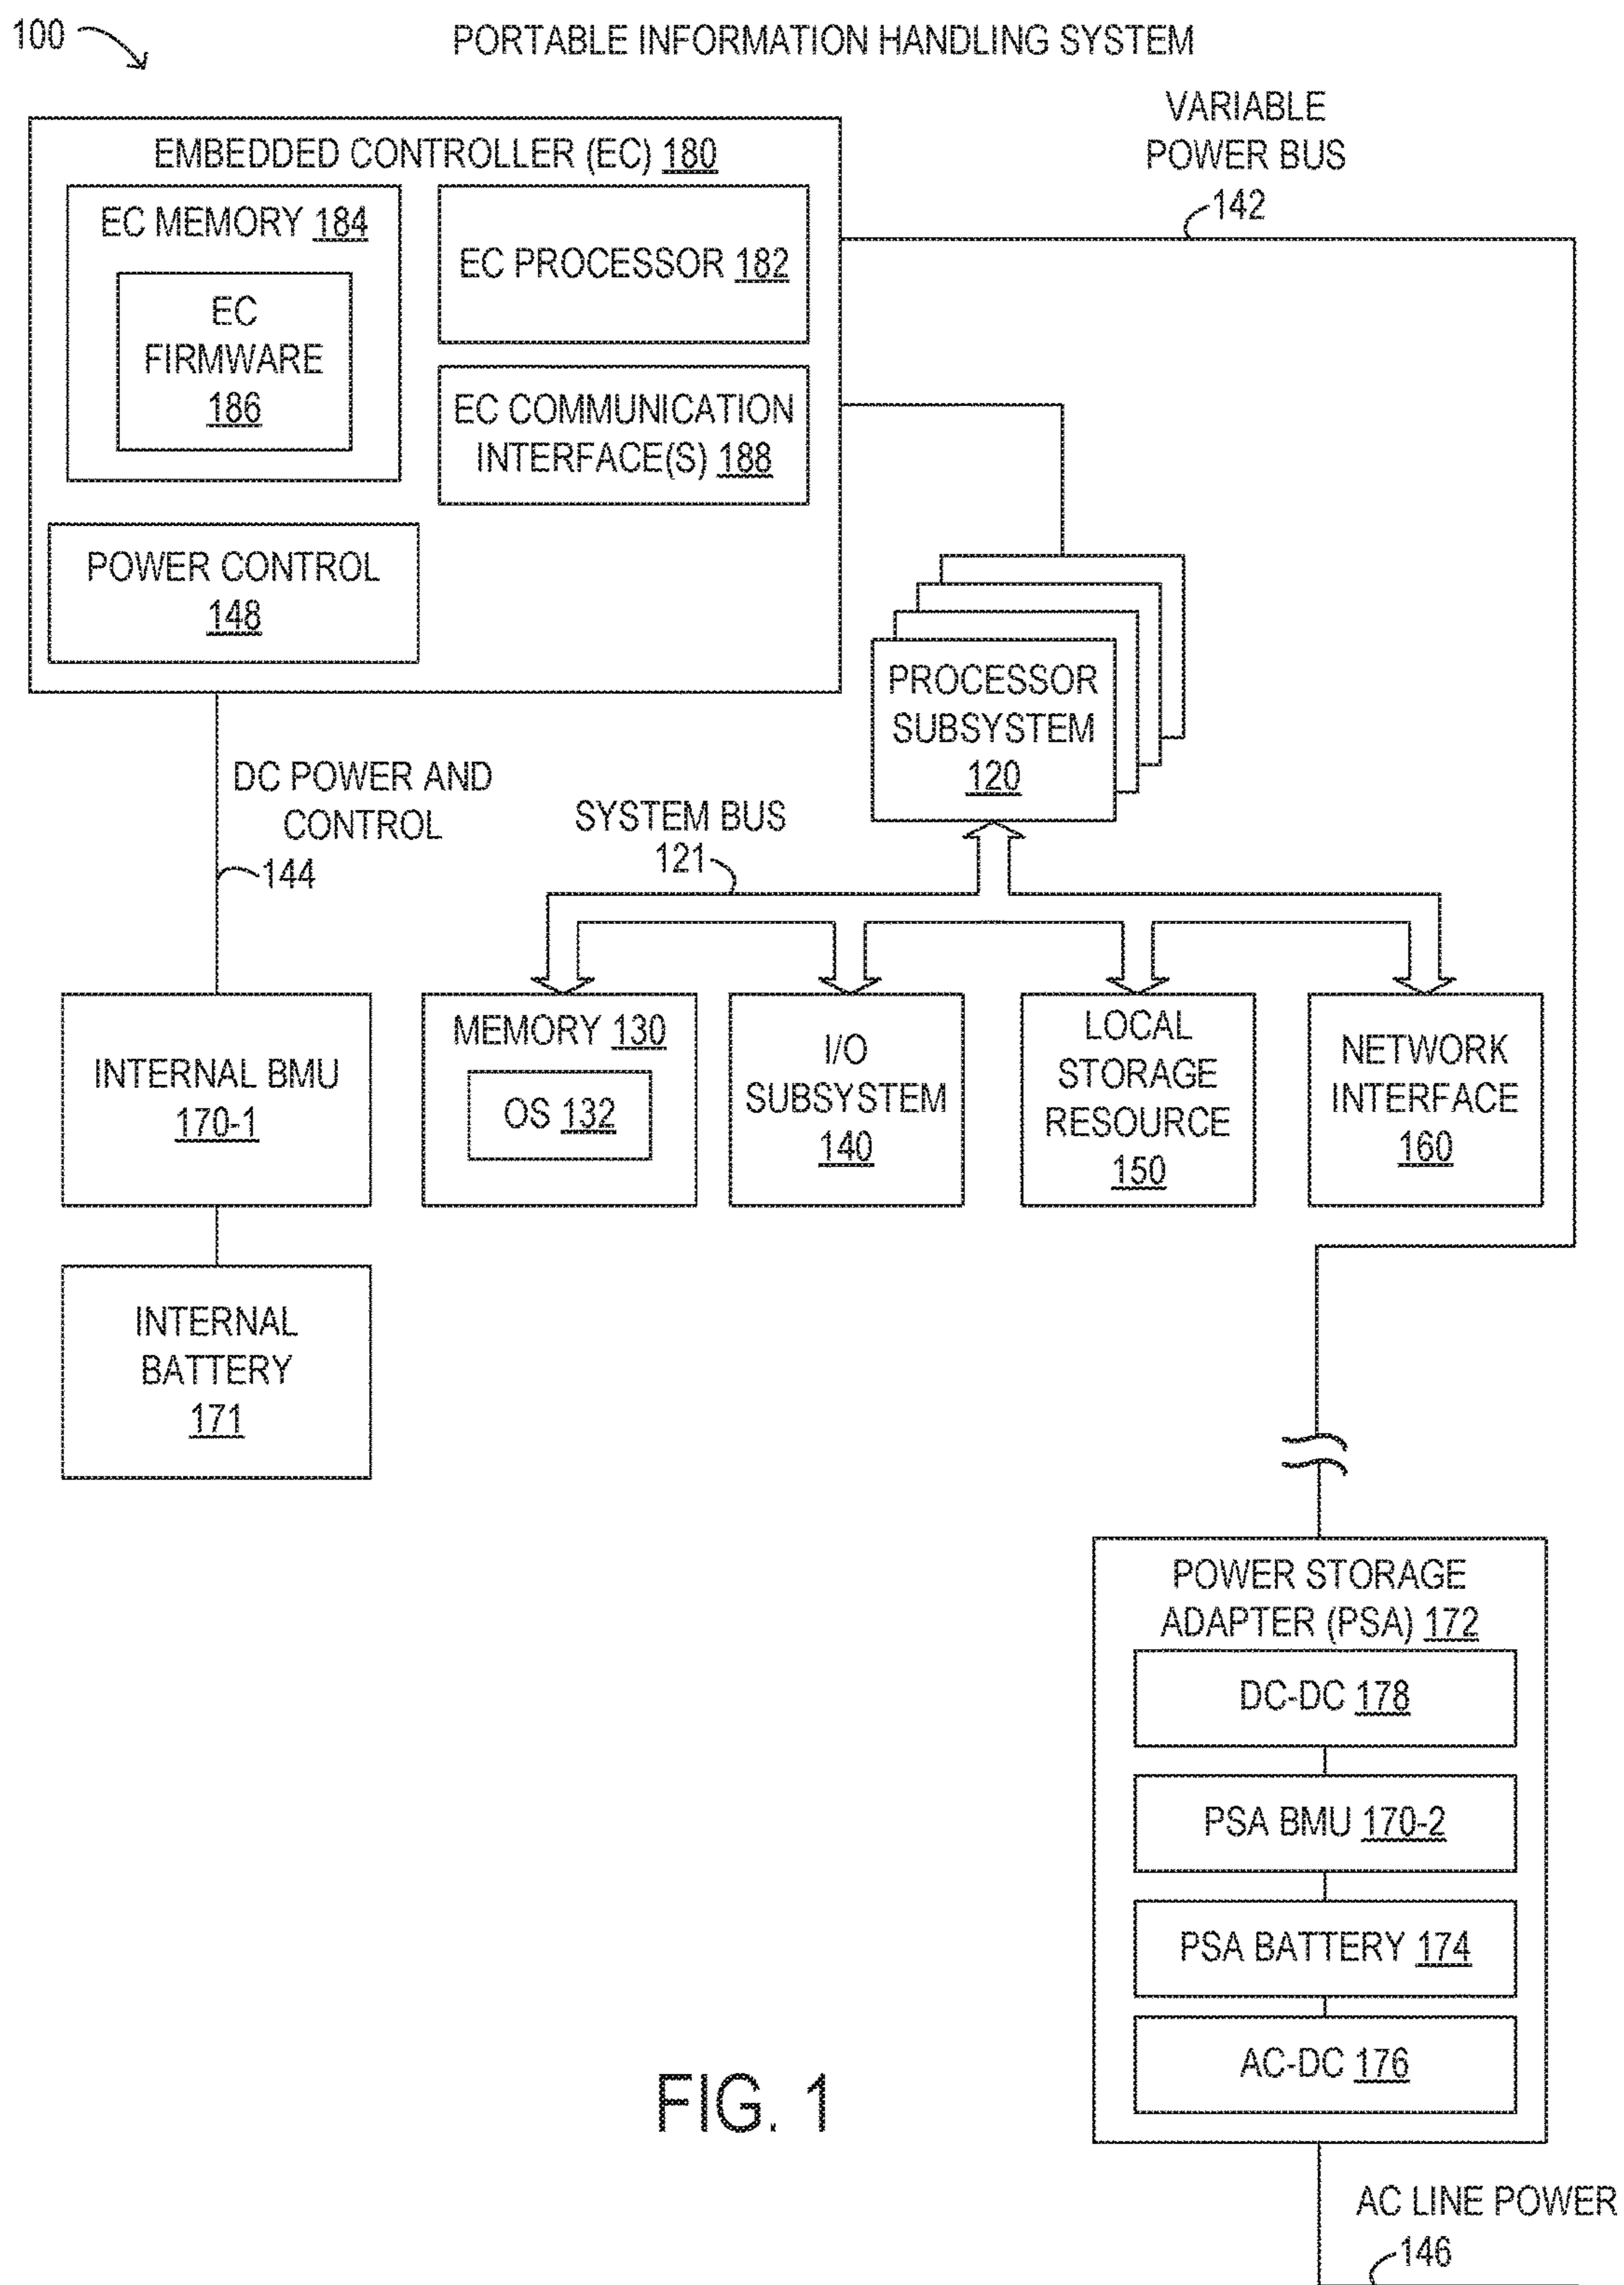 100
PORTABLE INFORMATION HANDLING SYSTEM
VARIABLE
POWER BUS
142
EMBEDDED CONTROLLER (EC) 180
EC MEMORY 184
EC
FIRMWARE
186
EC PROCESSOR 182
EC COMMUNICATION
INTERFACE(S) 188
POWER CONTROL
148
PROCESSOR
SUBSYSTEM
120
DC POWER AND
CONTROL
144
SYSTEM BUS
121
INTERNAL BMU
170-1
MEMORY 130
OS 132
I/O
SUBSYSTEM
140
LOCAL
STORAGE
RESOURCE
150
NETWORK
INTERFACE
160
INTERNAL
BATTERY
171
POWER STORAGE
ADAPTER (PSA) 172
DC-DC 178
PSA BMU 170-2
PSA BATTERY 174
AC-DC 176
FIG. 1
AC LINE POWER
146